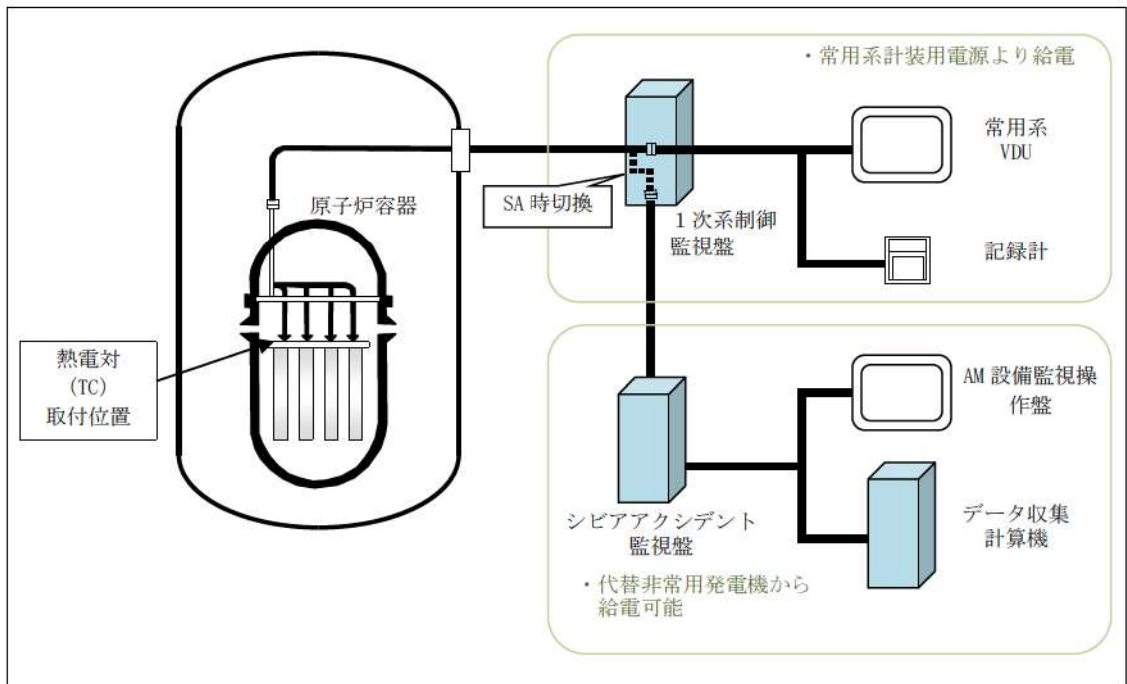 ・常用系計装用電源より給電
常用系
VDU
SA 時切換
原子炉容器
１次系制御
監視盤
記録計
熱電対
(TC)
取付位置
AM 設備監視操
作盤
シビアアクシデント
監視盤
データ収集
計算機
・代替非常用発電機から
給電可能